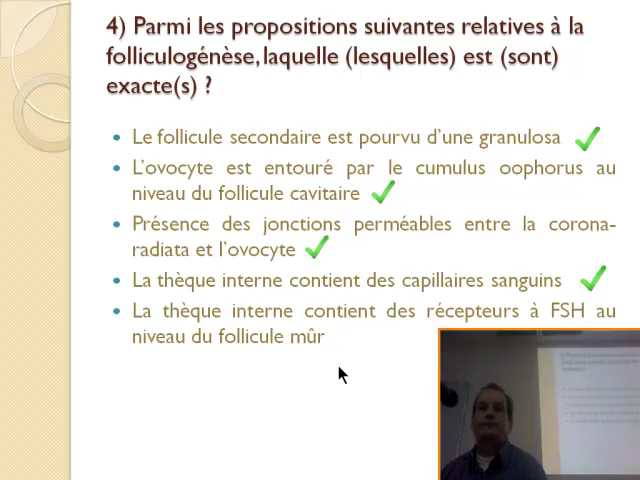 4) Parmi les propositions suivantes relatives à la
folliculogénèse, laquelle (lesquelles) est (sont)
exacte(s) ?
Le follicule secondaire est pourvu d'une granulosa
L'ovocyte est entouré par le cumulus oophorus au
niveau du follicule cavitaire
Présence des jonctions perméables entre la corona-
radiata et l'ovocyte
La thèque interne contient des capillaires sanguins
La thèque interne contient des récepteurs à FSH au
niveau du follicule mûr